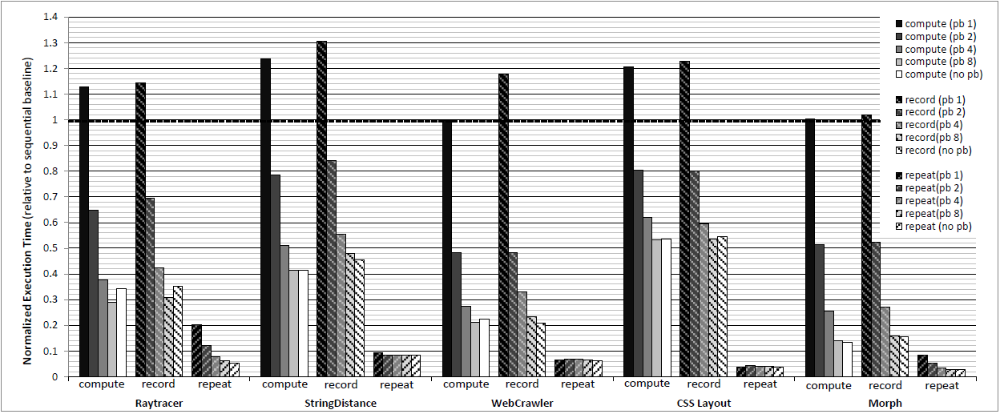 Normalized Execution Time (relative to sequential baseline)
1.4
1.3
1.2
1.1
1
0.9
0.8
0.7
0.6
0.5
0.4
0.3
0.2
0.1
0
compute (pb 1)
compute (pb 2)
compute (pb 4)
compute (pb 8)
compute (no pb)
record (pb 1)
record (pb 2)
record(pb 4)
record(pb 8)
record (no pb)
repeat(pb 1)
repeat(pb 2)
repeat(pb 4)
repeat(pb 8)
repeat (no pb)
compute record repeat compute record repeat compute record repeat compute record repeat compute record repeat
Raytracer StringDistance WebCrawler CSS Layout Morph